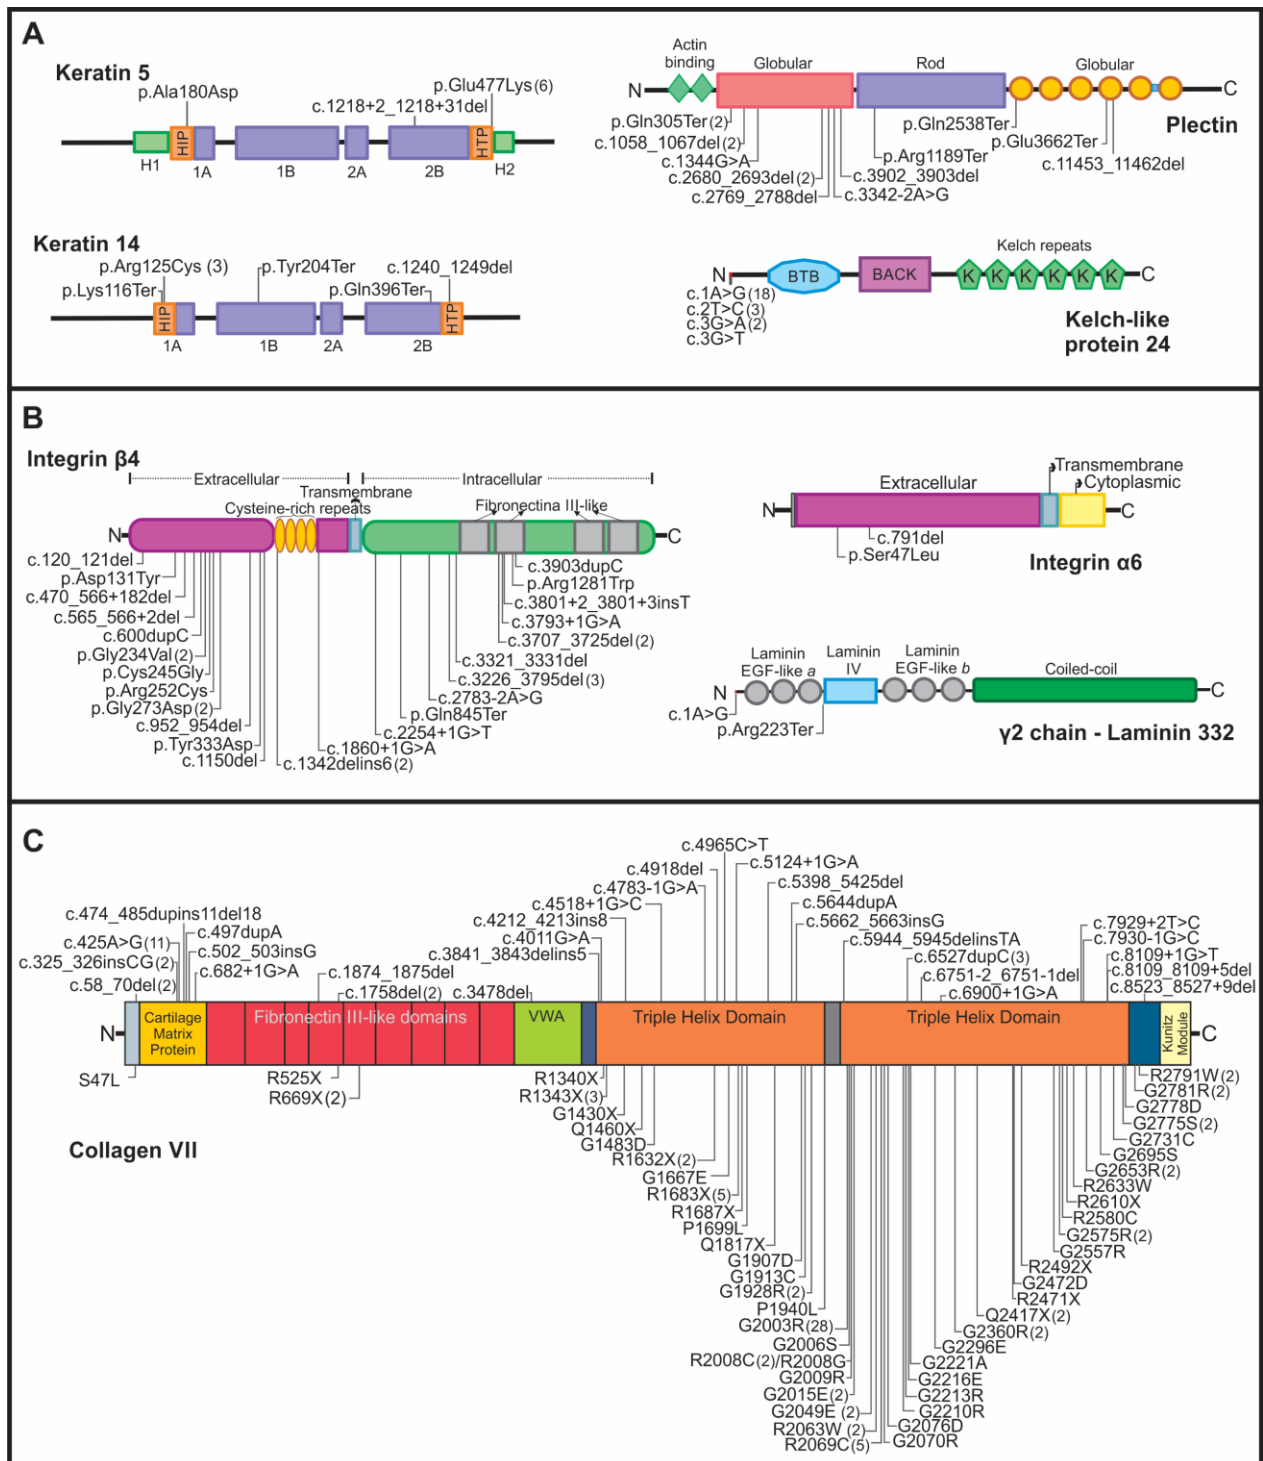 A
Keratin 5
p.Ala180Asp
c.1218+2_1218+31del
p.Glu477Lys(6)
HIP
HTP
H1
1A
1B
2A
2B
H2
Keratin 14
p.Arg125Cys (3)
p.Lys116Ter
p.Tyr204Ter
c.1240_1249del
p.Gln396Ter
HIP
HTP
1A
1B
2A
2B
Actin
binding
Globular
Rod
Globular
N
C
p.Gln305Ter(2)
c.1058_1067del(2)
c.1344G>A
c.2680_2693del(2)
c.2769_2788del
p.Arg1189Ter
c.3902_3903del
c.3342-2A>G
p.Gln2538Ter
p.Glu3662Ter
c.11453_11462del
Plectin
Kelch repeats
N
BTB
BACK
K K K K K K
C
c.1A>G(18)
c.2T>C(3)
c.3G>A(2)
c.3G>T
Kelch-like
protein 24
B
Integrin β4
Extracellular
Intracellular
Transmembrane
Cysteine-rich repeats
Fibronectina III-like
N
C
c.120_121del
p.Asp131Tyr
c.470_566+182del
c.565_566+2del
c.600dupC
p.Gly234Val(2)
p.Cys245Gly
p.Arg252Cys
p.Gly273Asp(2)
c.952_954del
p.Tyr333Asp
c.1150del
c.3903dupC
p.Arg1281Trp
c.3801+2_3801+3insT
c.3793+1G>A
c.3707_3725del(2)
c.3321_3331del
c.3226_3795del(3)
c.2783-2A>G
p.Gln845Ter
c.2254+1G>T
c.1860+1G>A
c.1342delins6(2)
Transmembrane
Cytoplasmic
Extracellular
N
C
c.791del
p.Ser47Leu
Integrin α6
Laminin
EGF-like a
Laminin
IV
Laminin
EGF-like b
Coiled-coil
N
C
c.1A>G
p.Arg223Ter
γ2 chain - Laminin 332
C
c.4965C>T
c.4918del
c.5124+1G>A
c.4783-1G>A
c.5398_5425del
c.4518+1G>C
c.5644dupA
c.4212_4213ins8
c.5662_5663insG
c.4011G>A
c.5944_5945delinsTA
c.3841_3843delins5
c.6527dupC(3)
c.6751-2_6751-1del
c.6900+1G>A
c.7929+2T>C
c.7930-1G>C
c.8109+1G>T
c.8109_8109+5del
c.8523_8527+9del
c.474_485dupins11del18
c.497dupA
c.425A>G(11)
c.502_503insG
c.325_326insCG(2)
c.682+1G>A
c.58_70del(2)
c.1874_1875del
c.1758del(2)
c.3478del
N
Cartilage
Matrix
Protein
Fibronectin III-like domains
VWA
Triple Helix Domain
Triple Helix Domain
Kunitz
Module
C
S47L
R525X
R669X(2)
Collagen VII
R1340X
R1343X(3)
G1430X
Q1460X
G1483D
R1632X(2)
G1667E
R1683X(5)
R1687X
P1699L
Q1817X
G1907D
G1913C
G1928R(2)
P1940L
G2003R(28)
G2006S
R2008C(2)/R2008G
G2009R
G2015E(2)
G2049E (2)
R2063W (2)
R2069C(5)
R2791W(2)
G2781R(2)
G2778D
G2775S(2)
G2731C
G2695S
G2653R(2)
R2633W
R2610X
R2580C
G2575R(2)
G2557R
R2492X
G2472D
R2471X
Q2417X(2)
G2360R(2)
G2296E
G2221A
G2216E
G2213R
G2210R
G2076D
G2070R